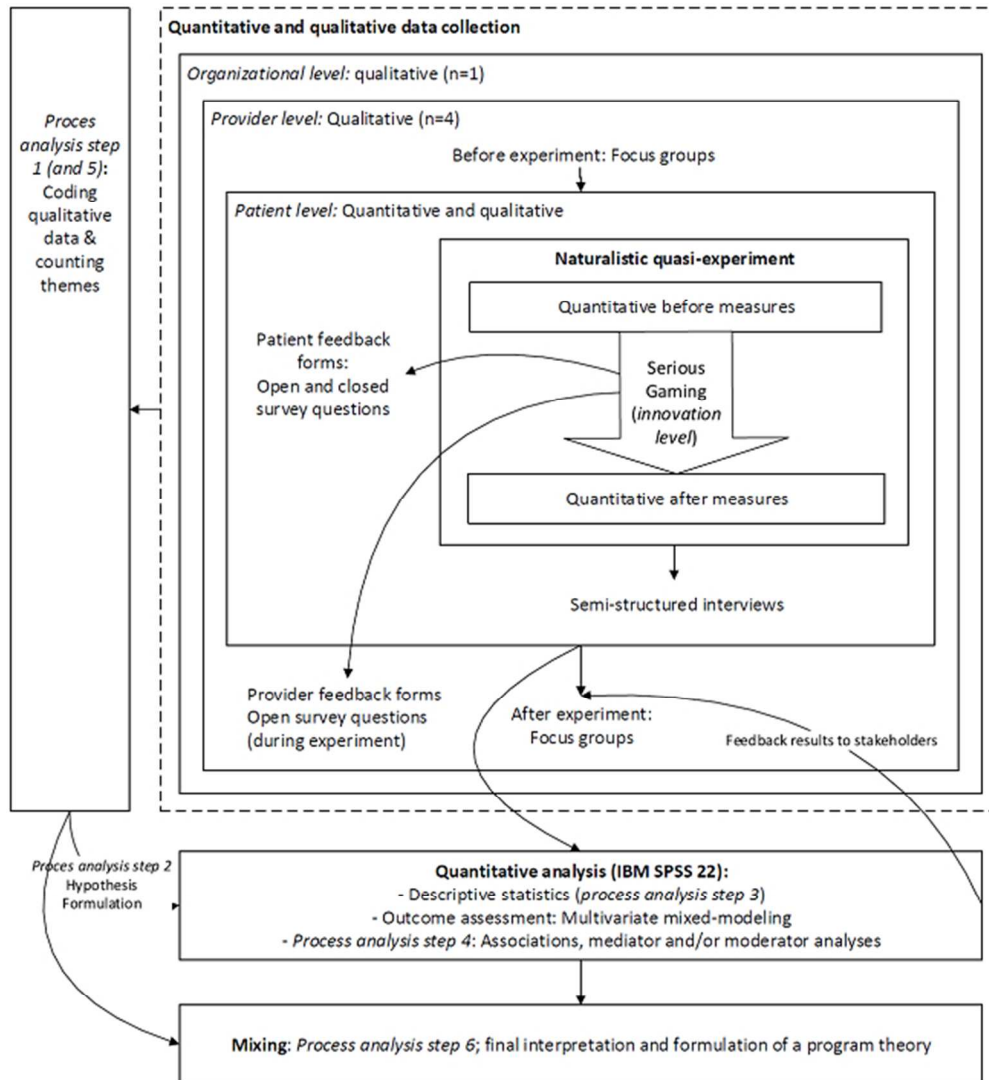 Proces
analysis step
1 (and 5):
Coding
qualitative
data &
counting
themes
Quantitative and qualitative data collection
Organizational level: qualitative (n=1)
Provider level: Qualitative (n=4)
Before experiment: Focus groups
Patient level: Quantitative and qualitative
Naturalistic quasi-experiment
Quantitative before measures
Patient feedback
forms:
Open and closed
survey questions
Serious
Gaming
(innovation
level)
Quantitative after measures
Semi-structured interviews
Provider feedback forms
Open survey questions
(during experiment)
After experiment:
Focus groups
Feedback results to stakeholders
Proces analysis step 2
Hypothesis
Formulation
Quantitative analysis (IBM SPSS 22):
- Descriptive statistics (process analysis step 3)
- Outcome assessment: Multivariate mixed-modeling
- Process analysis step 4: Associations, mediator and/or moderator analyses
Mixing: Process analysis step 6; final interpretation and formulation of a program theory